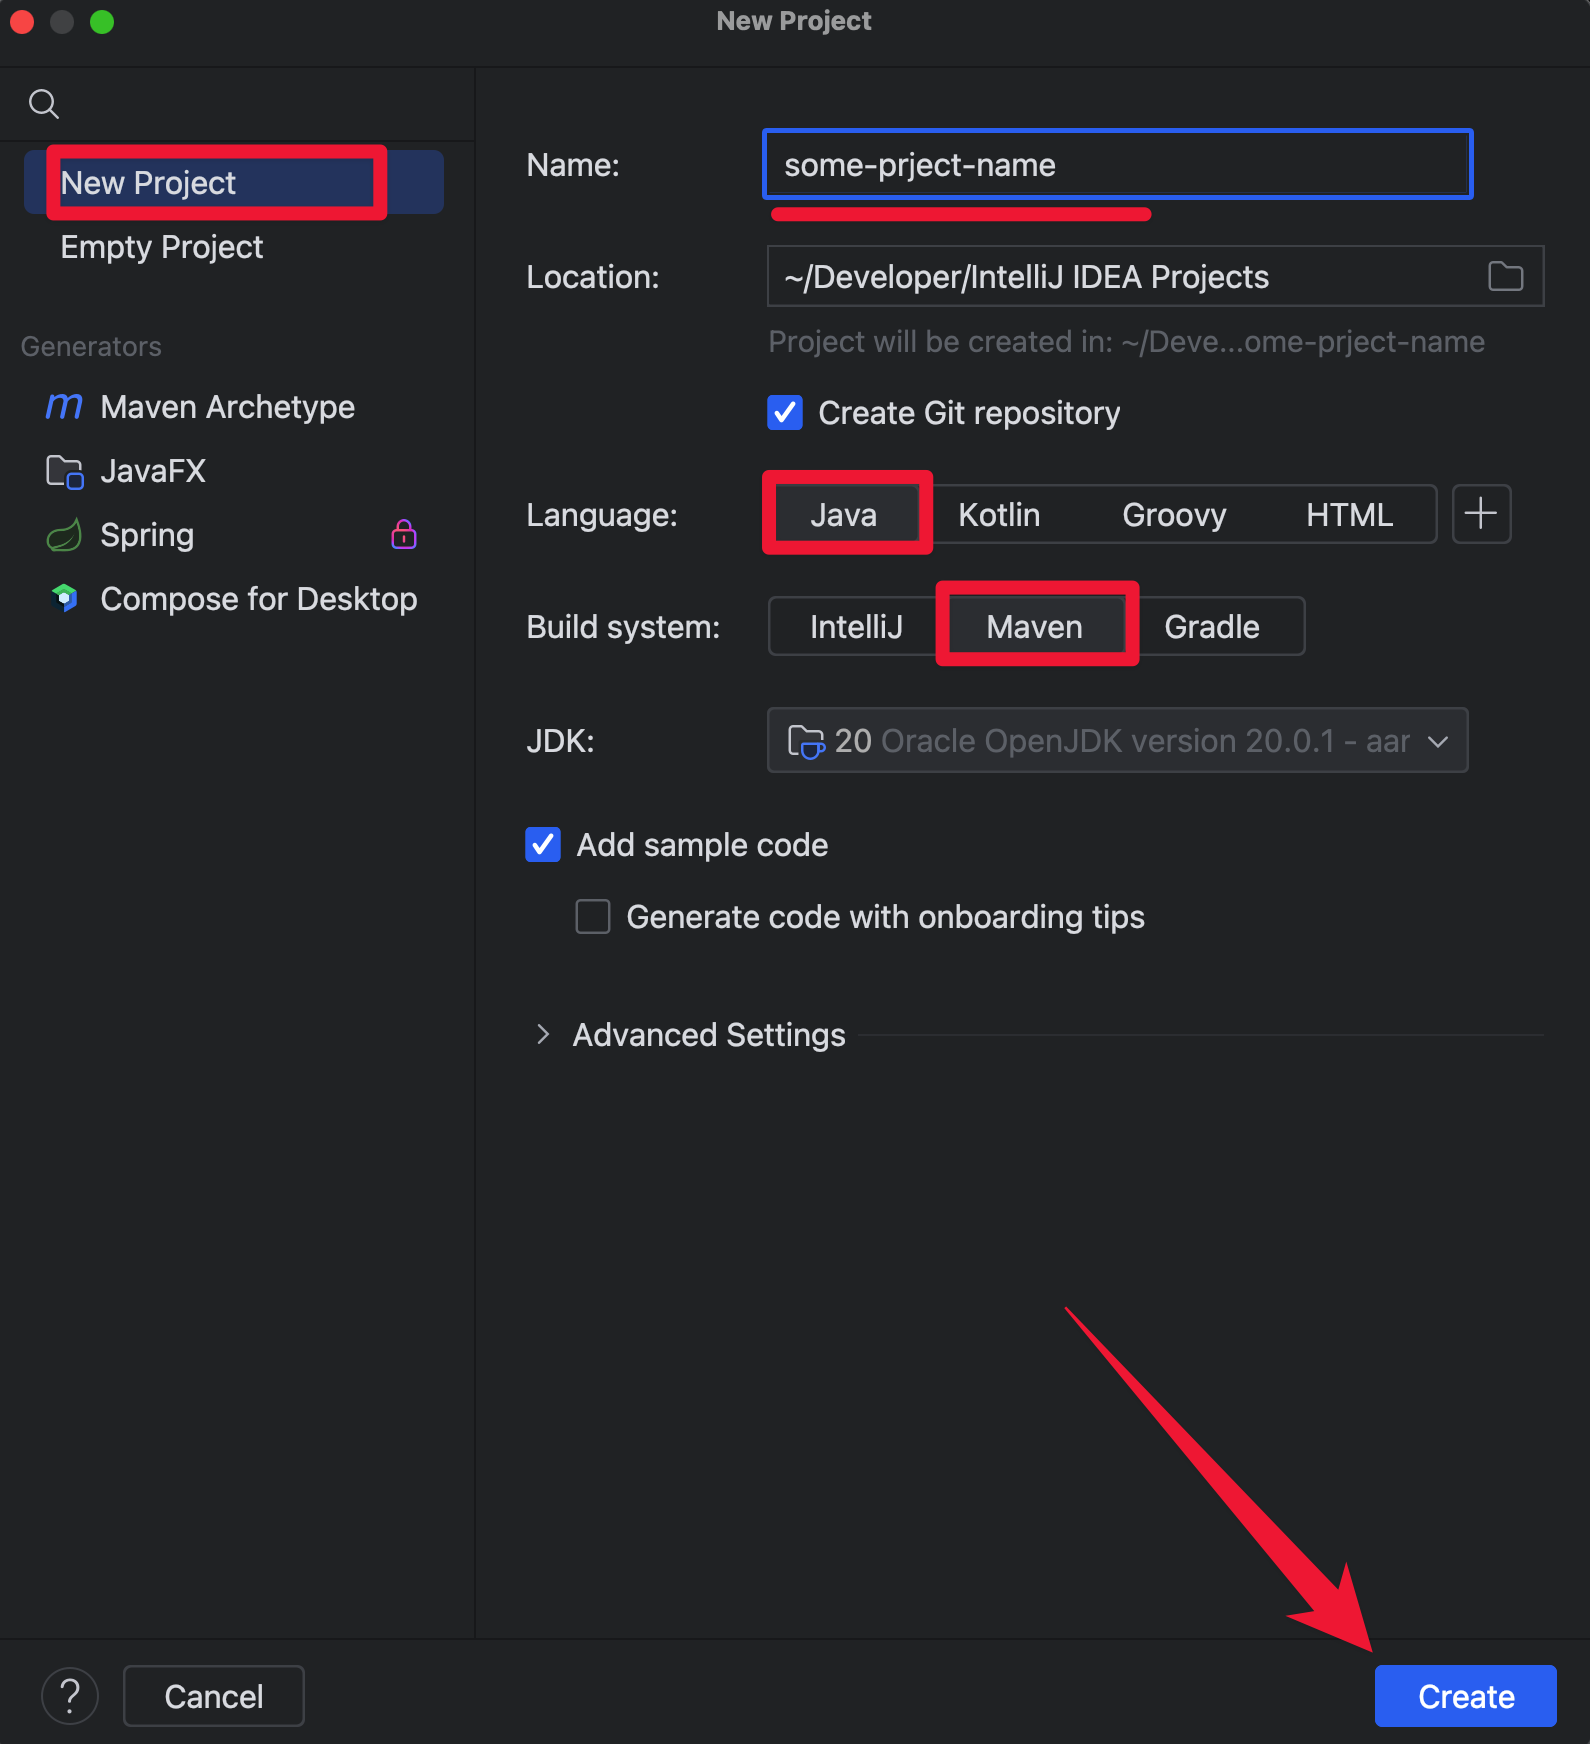 New Project
New Project
Empty Project
Generators
Maven Archetype
JavaFX
Spring
Compose for Desktop
Name: some-prject-name
Location: ~/Developer/IntelliJ IDEA Projects
Project will be created in: ~/Deve...ome-prject-name
Create Git repository
Language: Java Kotlin Groovy HTML
Build system: IntelliJ Maven Gradle
JDK: 20 Oracle OpenJDK version 20.0.1 - aar
Add sample code
Generate code with onboarding tips
Advanced Settings
? Cancel Create